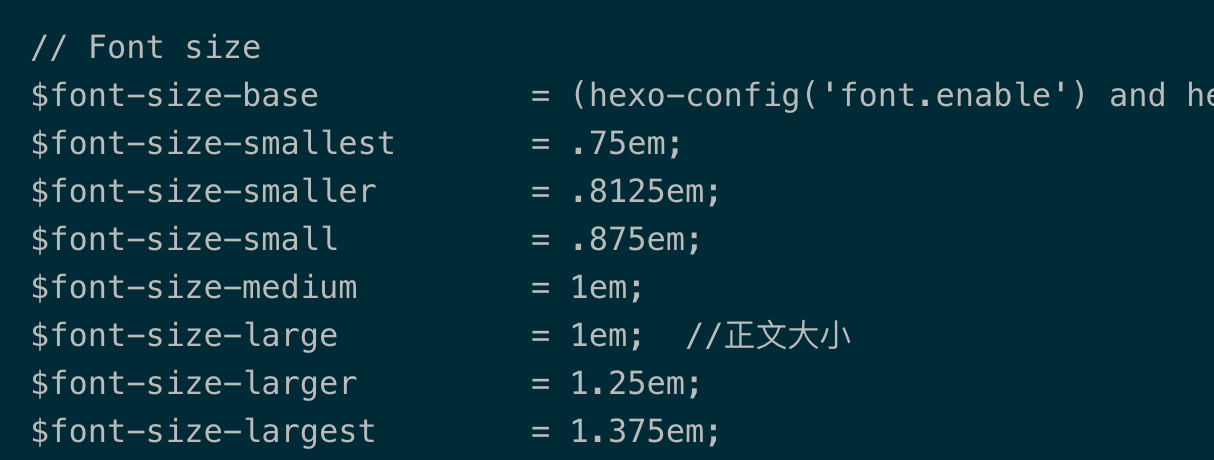 // Font size
$font-size-base = (hexo-config('font.enable') and he
$font-size-smallest = .75em;
$font-size-smaller = .8125em;
$font-size-small = .875em;
$font-size-medium = 1em;
$font-size-large = 1em; //正文大小
$font-size-larger = 1.25em;
$font-size-largest = 1.375em;